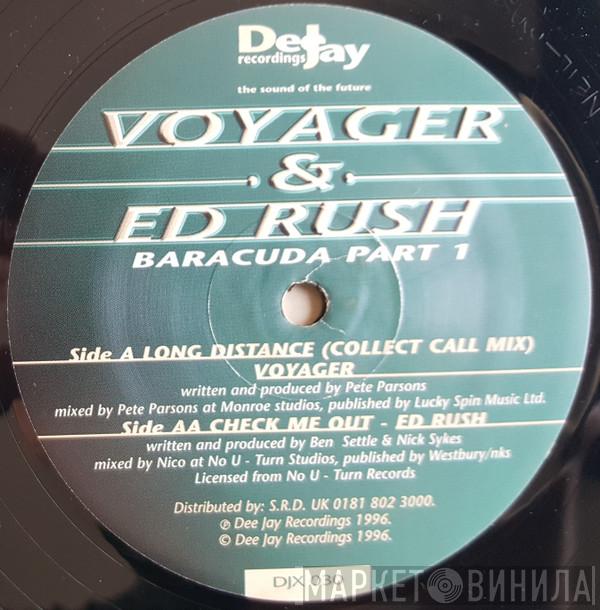 DeeJay
recordings
the sound of the future
VOYAGER
&
ED RUSH
BARACUDA PART 1
Side A LONG DISTANCE (COLLECT CALL MIX)
VOYAGER
written and produced by Pete Parsons
mixed by Pete Parsons at Monroe studios, published by Lucky Spin Music Ltd.
Side AA CHECK ME OUT - ED RUSH
written and produced by Ben Settle & Nick Sykes
mixed by Nico at No U - Turn Studios, published by Westbury/nks
Licensed from No U - Turn Records
Distributed by: S.R.D. UK 0181 802 3000.
℗ Dee Jay Recordings 1996.
© Dee Jay Recordings 1996.
DJX 030
МАРКЕТ ВИНИЛА